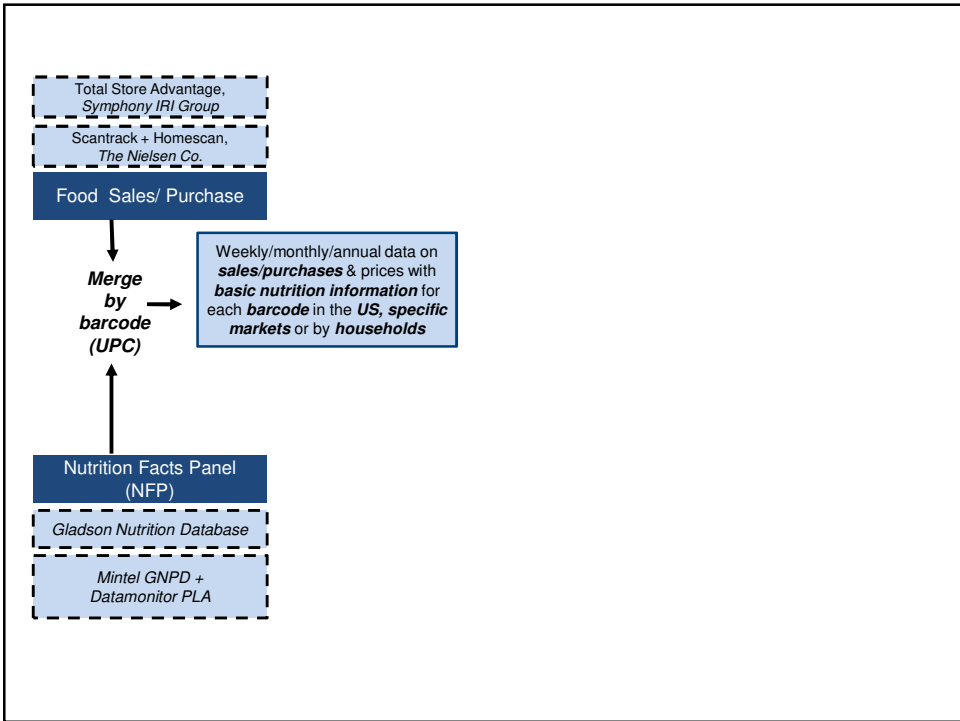 Total Store Advantage,
Symphony IRI Group
Scantrack + Homescan,
The Nielsen Co.
Food Sales/ Purchase
Merge
by
barcode
(UPC)
Weekly/monthly/annual data on
sales/purchases & prices with
basic nutrition information for
each barcode in the US, specific
markets or by households
Nutrition Facts Panel
(NFP)
Gladson Nutrition Database
Mintel GNPD +
Datamonitor PLA